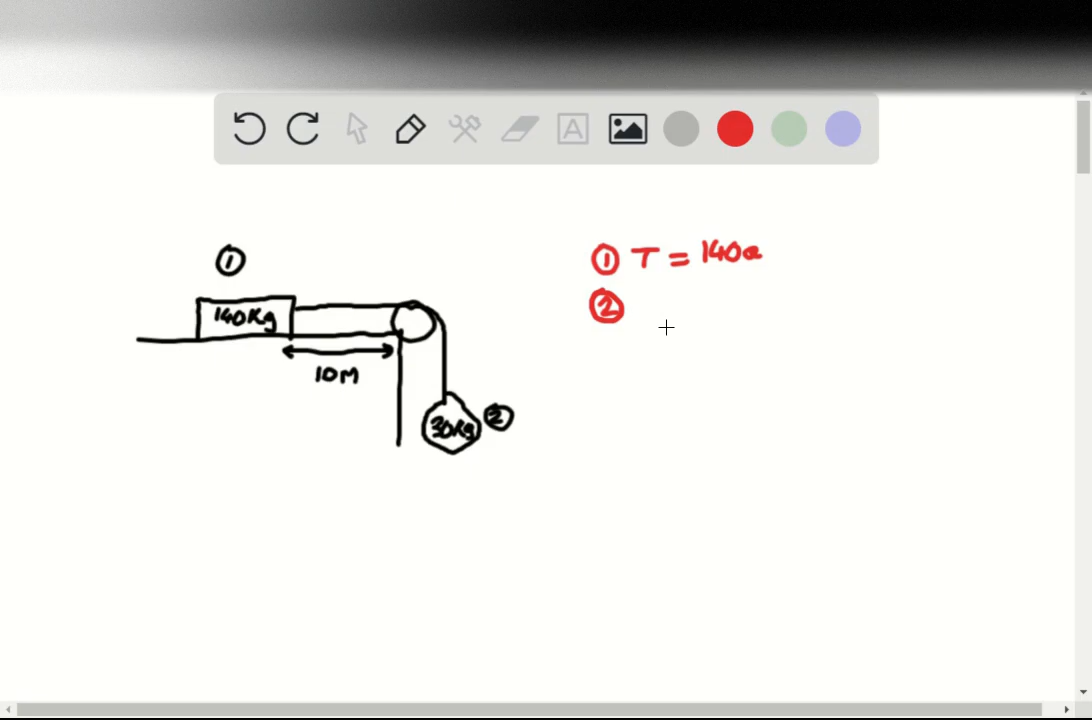 ①
140Kg
10M
30Kg ②
① T = 140a
②